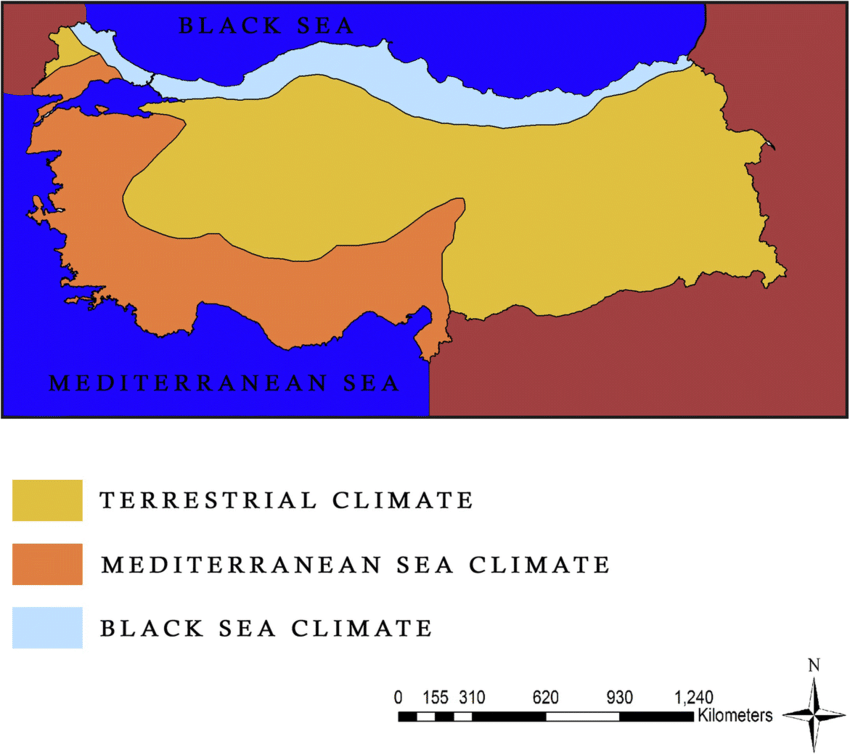 BLACK SEA
MEDITERRANEAN SEA
TERRESTRIAL CLIMATE
MEDITERRANEAN SEA CLIMATE
BLACK SEA CLIMATE
N
0 155 310 620 930 1,240
Kilometers